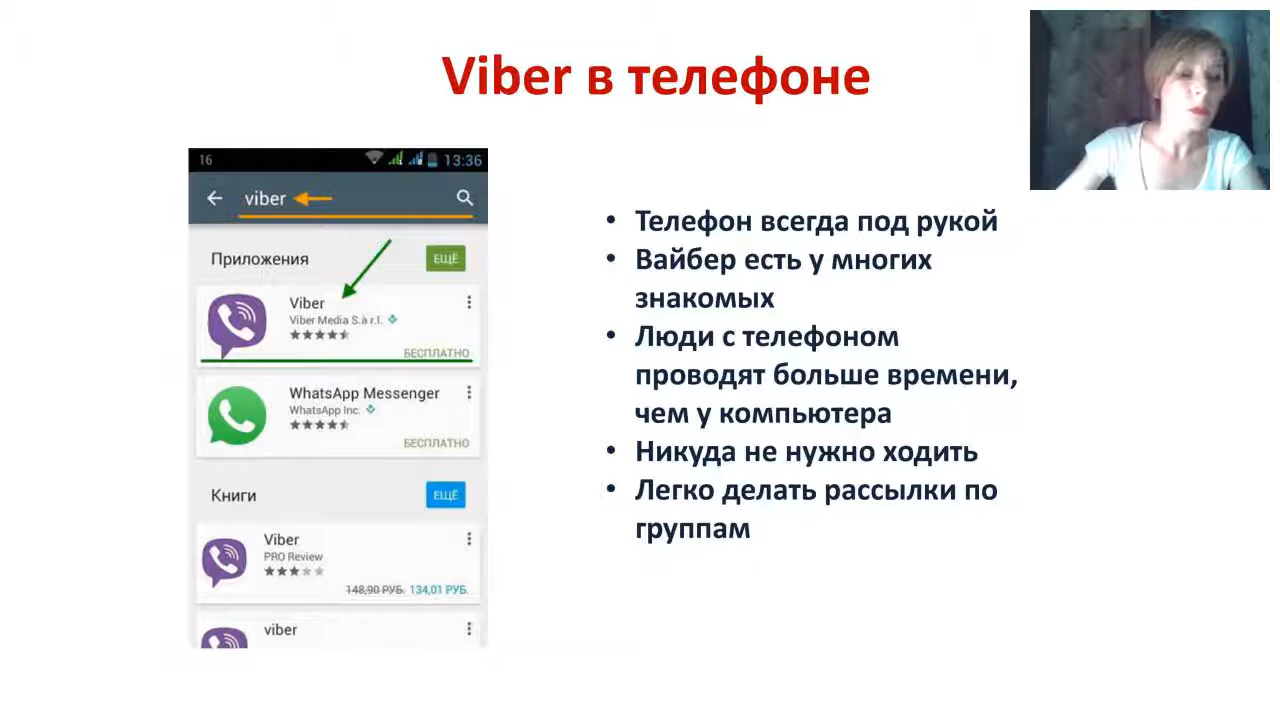 Viber в телефоне
16
13:36
viber
Приложения
ЕЩЁ
Viber
Viber Media S.à r.l.
БЕСПЛАТНО
WhatsApp Messenger
WhatsApp Inc.
БЕСПЛАТНО
Книги
ЕЩЁ
Viber
PRO Review
148,90 РУБ. 134,01 РУБ.
viber
• Телефон всегда под рукой
• Вайбер есть у многих
знакомых
• Люди с телефоном
проводят больше времени,
чем у компьютера
• Никуда не нужно ходить
• Легко делать рассылки по
группам